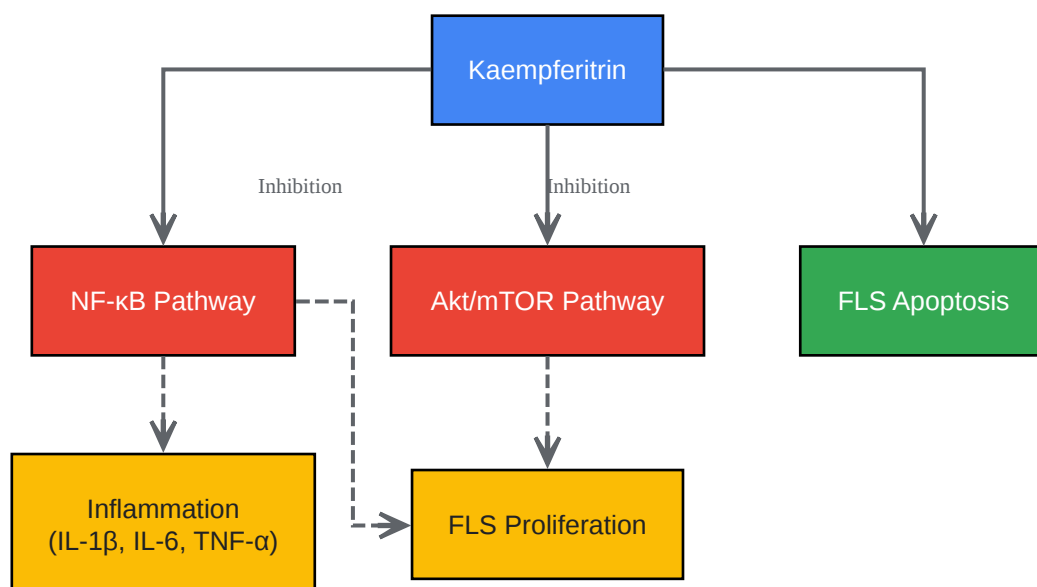 Kaempferitrin
Inhibition
Inhibition
NF-κB Pathway
Akt/mTOR Pathway
FLS Apoptosis
Inflammation
(IL-1β, IL-6, TNF-α)
FLS Proliferation